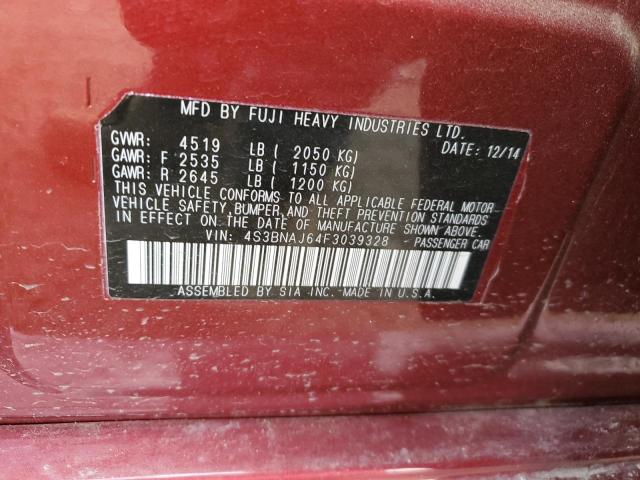 MFD BY FUJI HEAVY INDUSTRIES LTD.
GVWR: 4519 LB ( 2050 KG) DATE: 12/14
GAWR: F 2535 LB ( 1150 KG)
GAWR: R 2645 LB ( 1200 KG)
THIS VEHICLE CONFORMS TO ALL APPLICABLE FEDERAL MOTOR
VEHICLE SAFETY, BUMPER, AND THEFT PREVENTION STANDARDS
IN EFFECT ON THE DATE OF MANUFACTURE SHOWN ABOVE.
VIN: 4S3BNAJ64F3039328 PASSENGER CAR
ASSEMBLED BY SIA INC. MADE IN U.S.A.